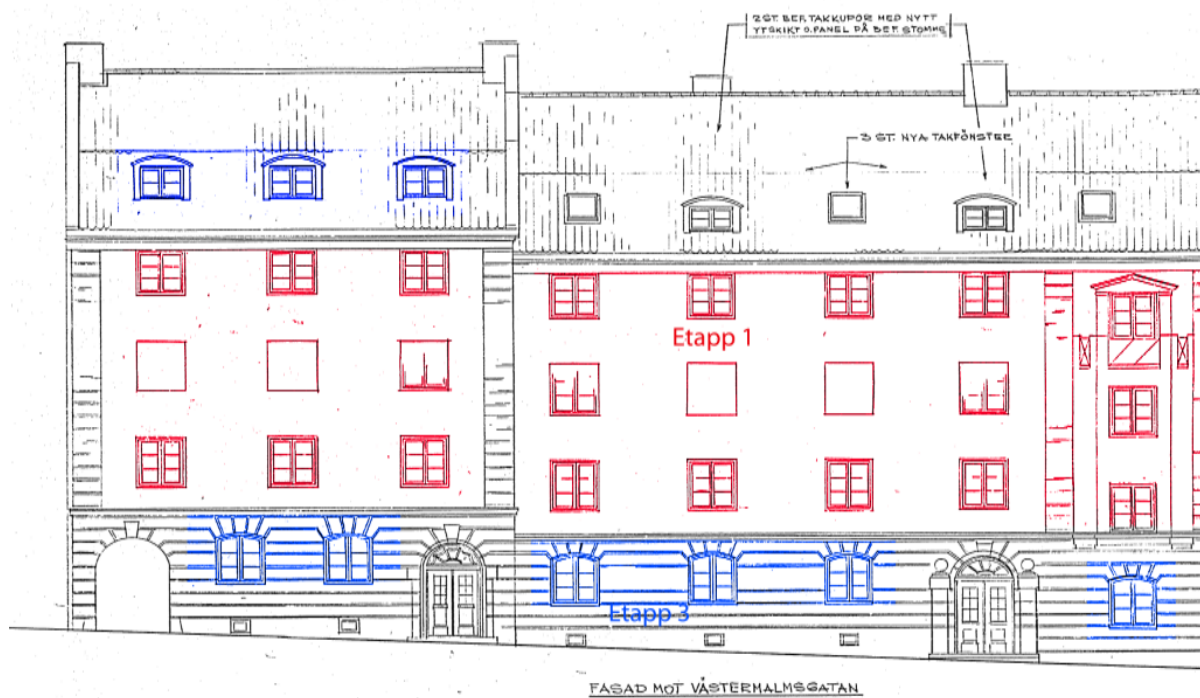 2 ST. BEF. TAKKUPOR MED NYTT
YTSKIKT O. PANEL PÅ BEF. STOMME
3 ST. NYA TAKFÖNSTER
Etapp 1
Etapp 3
FASAD MOT VÄSTERMALMSGATAN